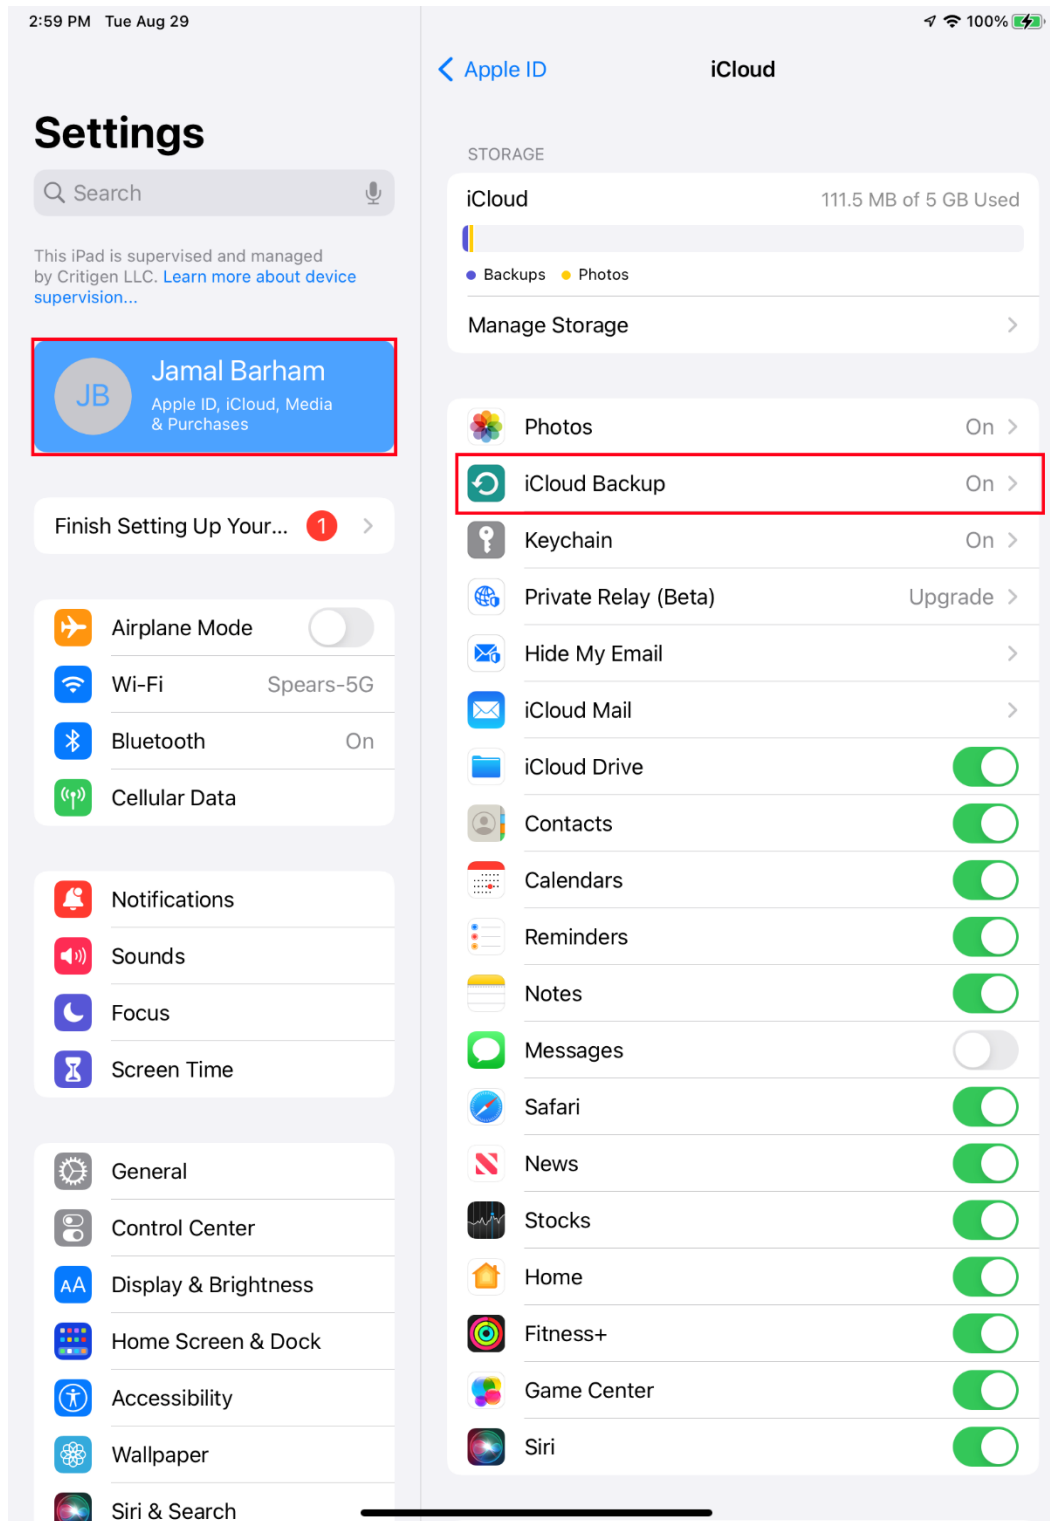 2:59 PM Tue Aug 29
100%
Settings
Search
This iPad is supervised and managed
by Critigen LLC. Learn more about device
supervision...
JB
Jamal Barham
Apple ID, iCloud, Media
& Purchases
Finish Setting Up Your... 1
Airplane Mode
Wi-Fi Spears-5G
Bluetooth On
Cellular Data
Notifications
Sounds
Focus
Screen Time
General
Control Center
AA Display & Brightness
Home Screen & Dock
Accessibility
Wallpaper
Siri & Search
Apple ID
iCloud
STORAGE
iCloud 111.5 MB of 5 GB Used
Backups Photos
Manage Storage
Photos On
iCloud Backup On
Keychain On
Private Relay (Beta) Upgrade
Hide My Email
iCloud Mail
iCloud Drive
Contacts
Calendars
Reminders
Notes
Messages
Safari
News
Stocks
Home
Fitness+
Game Center
Siri